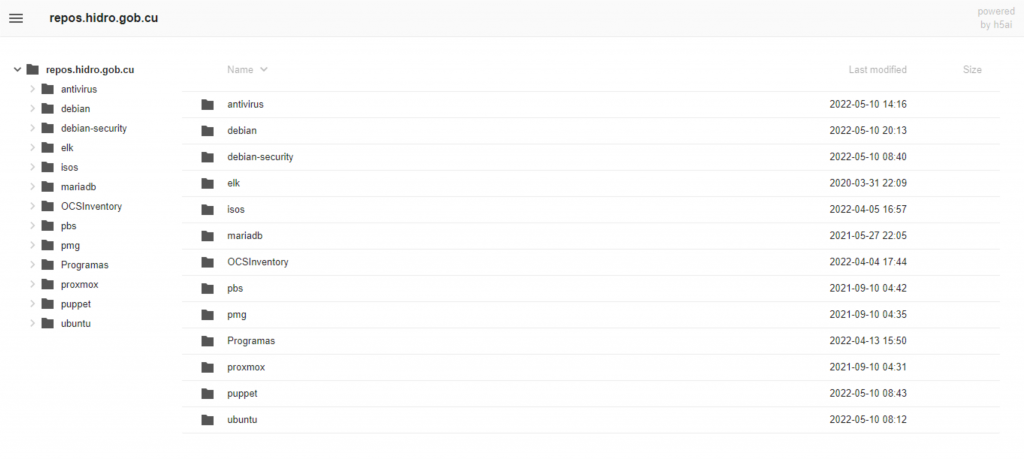 repos.hidro.gob.cu
powered
by h5ai
repos.hidro.gob.cu
antivirus
debian
debian-security
elk
isos
mariadb
OCSInventory
pbs
pmg
Programas
proxmox
puppet
ubuntu
Name Last modified Size
antivirus 2022-05-10 14:16
debian 2022-05-10 20:13
debian-security 2022-05-10 08:40
elk 2020-03-31 22:09
isos 2022-04-05 16:57
mariadb 2021-05-27 22:05
OCSInventory 2022-04-04 17:44
pbs 2021-09-10 04:42
pmg 2021-09-10 04:35
Programas 2022-04-13 15:50
proxmox 2021-09-10 04:31
puppet 2022-05-10 08:43
ubuntu 2022-05-10 08:12